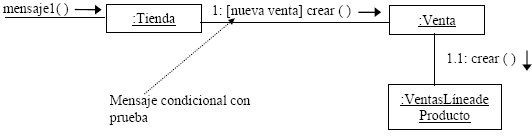 mensaje1( )
:Tienda
1: [nueva venta] crear ( )
:Venta
1.1: crear ( )
:VentasLíneade
Producto
Mensaje condicional con
prueba